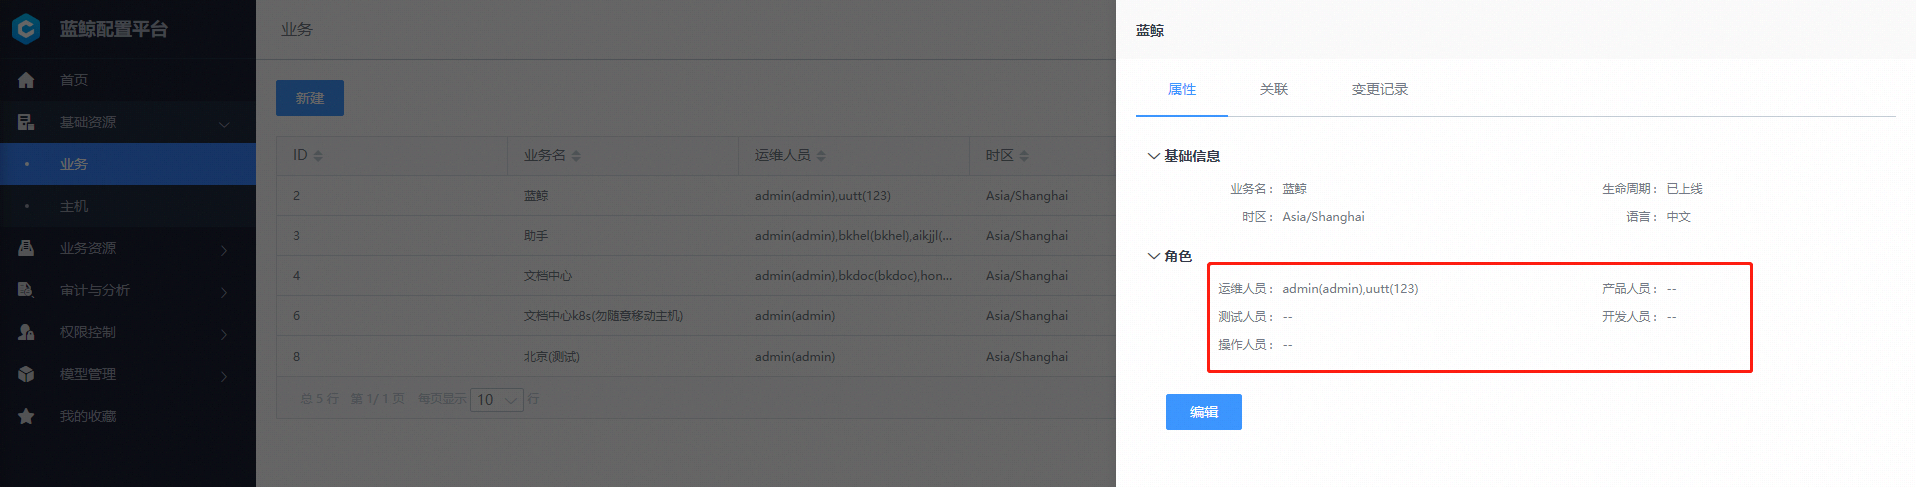 蓝鲸配置平台
首页
基础资源
业务
主机
业务资源
审计与分析
权限控制
模型管理
我的收藏
业务
新建
ID 业务名 运维人员 时区
2 蓝鲸 admin(admin),uutt(123) Asia/Shanghai
3 助手 admin(admin),bkhel(bkhel),aikjjl(... Asia/Shanghai
4 文档中心 admin(admin),bkdoc(bkdoc),hon... Asia/Shanghai
6 文档中心k8s(勿随意移动主机) admin(admin) Asia/Shanghai
8 北京(测试) admin(admin) Asia/Shanghai
总 5 行 第 1/ 1 页 每页显示 10 行
蓝鲸
属性 关联 变更记录
基础信息
业务名： 蓝鲸 生命周期： 已上线
时区： Asia/Shanghai 语言： 中文
角色
运维人员： admin(admin),uutt(123) 产品人员： --
测试人员： -- 开发人员： --
操作人员： --
编辑